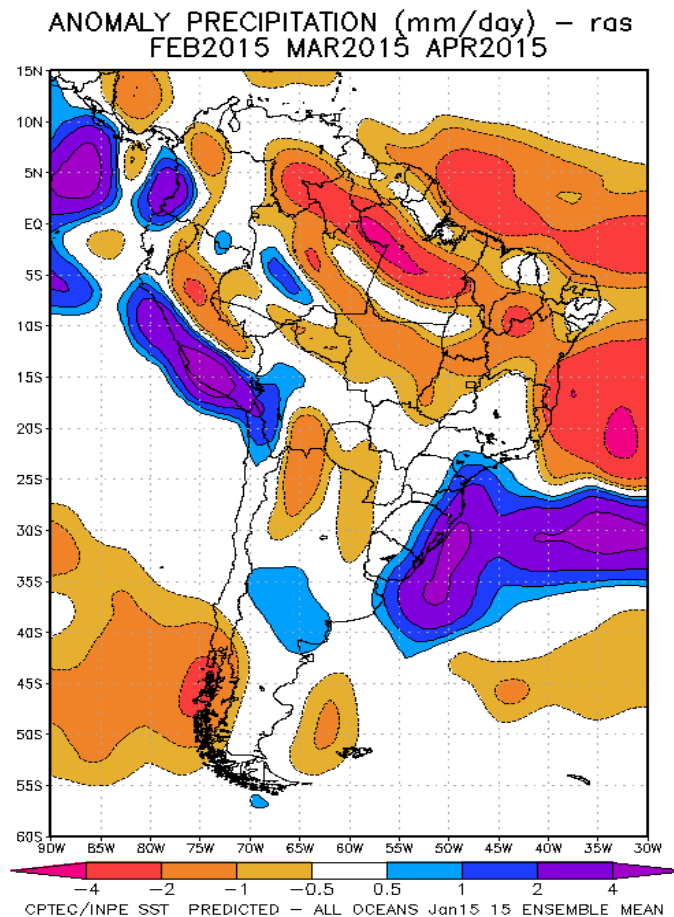 ANOMALY PRECIPITATION (mm/day) – ras
FEB2015 MAR2015 APR2015
15N
10N
5N
EQ
5S
10S
15S
20S
25S
30S
35S
40S
45S
50S
55S
60S
90W 85W 80W 75W 70W 65W 60W 55W 50W 45W 40W 35W 30W
−4 −2 −1 −0.5 0.5 1 2 4
CPTEC/INPE SST PREDICTED – ALL OCEANS Jan15 15 ENSEMBLE MEAN